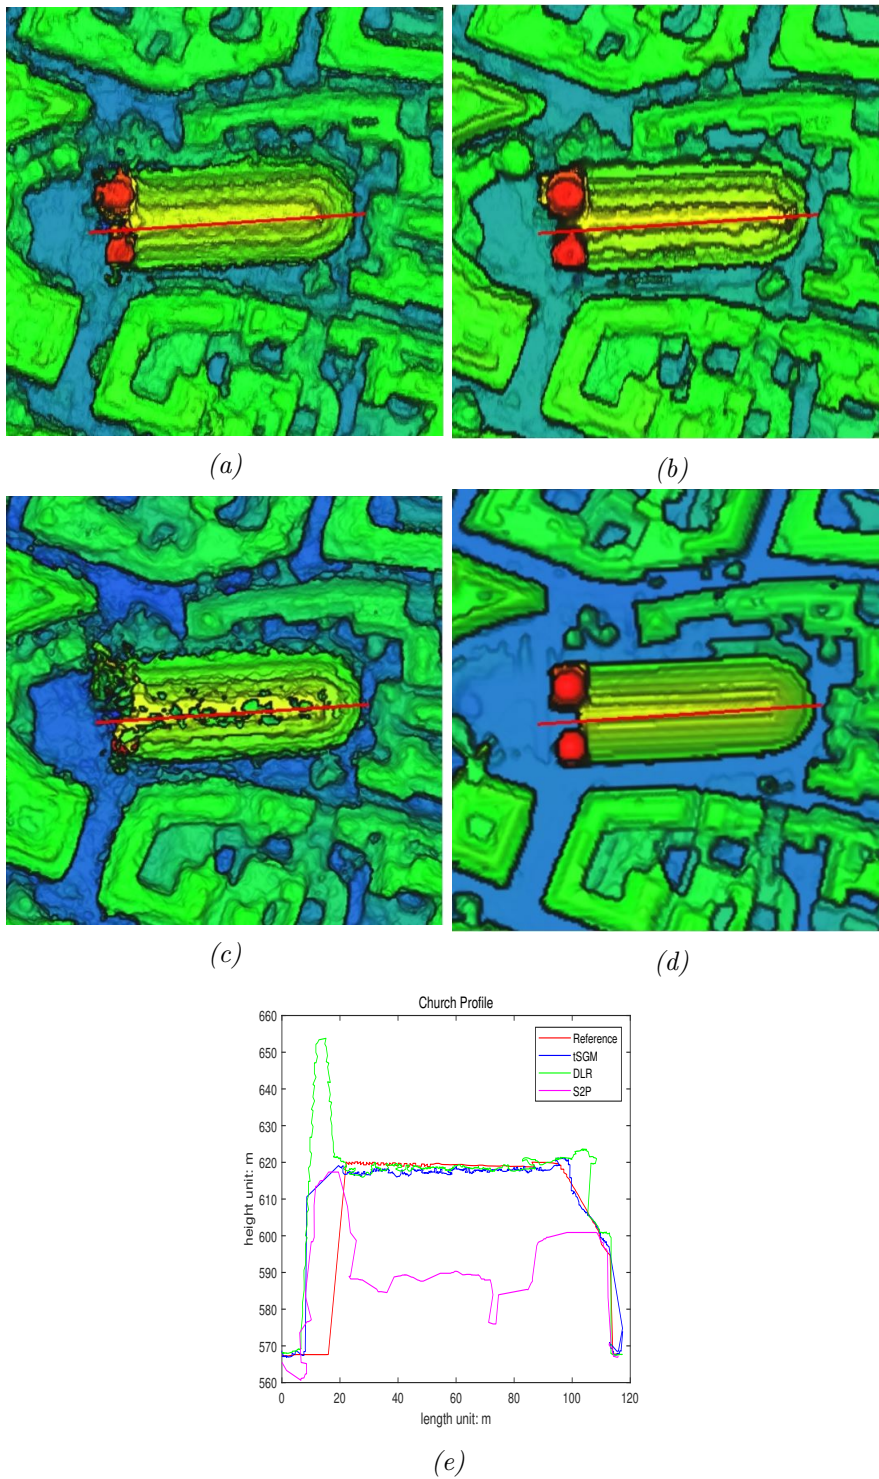 (a)
(b)
(c)
(d)
Church Profile
660
650
640
630
620
610
600
590
580
570
560
height unit: m
Reference
tSGM
DLR
S2P
0 20 40 60 80 100 120
length unit: m
(e)